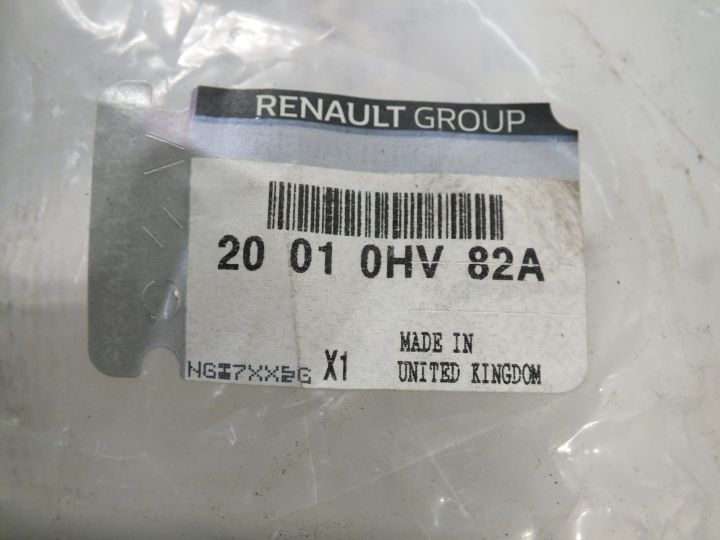 RENAULT GROUP
20 01 0HV 82A
X1
MADE IN
UNITED KINGDOM